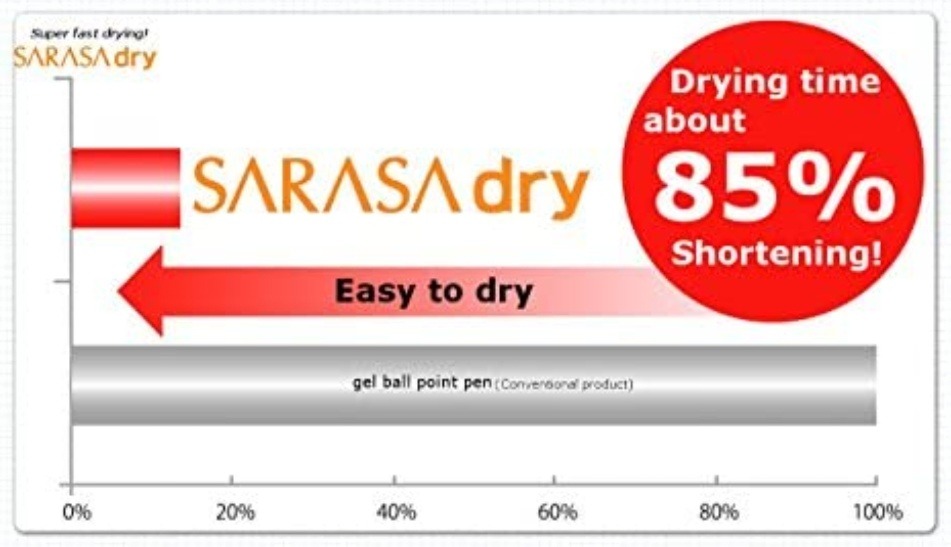 Super fast drying!
SARASA dry
Drying time
about
85%
Shortening!
SARASA dry
Easy to dry
gel ball point pen (Conventional product)
0% 20% 40% 60% 80% 100%